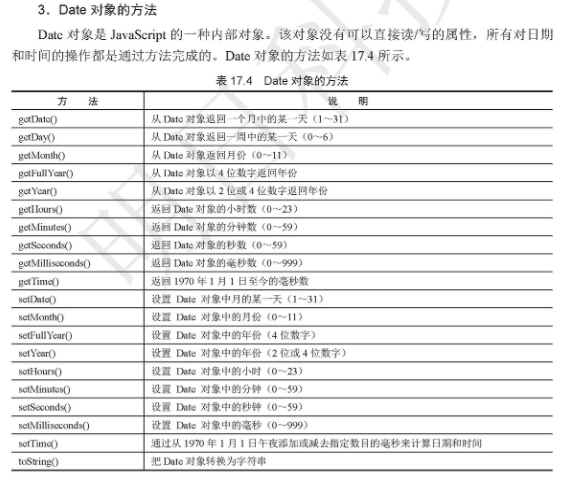 3．Date 对象的方法
Date 对象是 JavaScript 的一种内部对象。该对象没有可以直接读/写的属性，所有对日期
和时间的操作都是通过方法完成的。Date 对象的方法如表 17.4 所示。
表 17.4 Date 对象的方法
方 法 说 明
getDate() 从 Date 对象返回一个月中的某一天（1～31）
getDay() 从 Date 对象返回一周中的某一天（0～6）
getMonth() 从 Date 对象返回月份（0～11）
getFullYear() 从 Date 对象以 4 位数字返回年份
getYear() 从 Date 对象以 2 位或 4 位数字返回年份
getHours() 返回 Date 对象的小时数（0～23）
getMinutes() 返回 Date 对象的分钟数（0～59）
getSeconds() 返回 Date 对象的秒数（0～59）
getMilliseconds() 返回 Date 对象的毫秒数（0～999）
getTime() 返回 1970 年 1 月 1 日至今的毫秒数
setDate() 设置 Date 对象中月的某一天（1～31）
setMonth() 设置 Date 对象中的月份（0～11）
setFullYear() 设置 Date 对象中的年份（4 位数字）
setYear() 设置 Date 对象中的年份（2 位或 4 位数字）
setHours() 设置 Date 对象中的小时（0～23）
setMinutes() 设置 Date 对象中的分钟（0～59）
setSeconds() 设置 Date 对象中的秒钟（0～59）
setMilliseconds() 设置 Date 对象中的毫秒（0～999）
setTime() 通过从 1970 年 1 月 1 日午夜添加或减去指定数目的毫秒来计算日期和时间
toString() 把 Date 对象转换为字符串